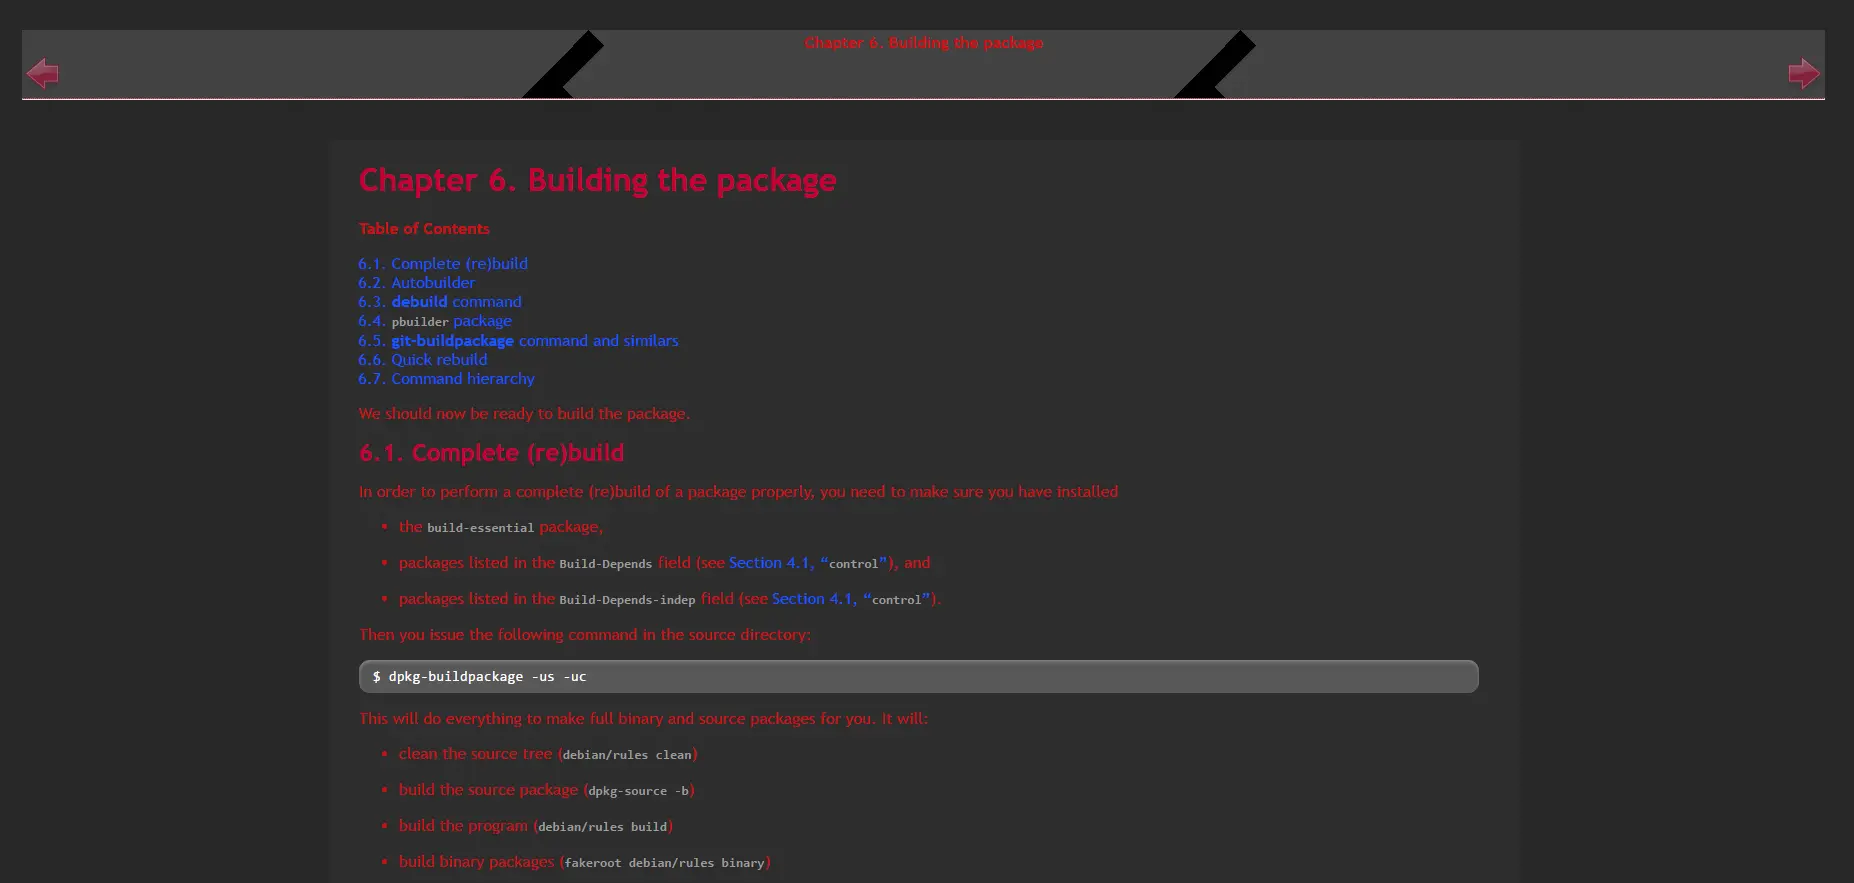 Chapter 6. Building the package
Chapter 6. Building the package
Table of Contents
6.1. Complete (re)build
6.2. Autobuilder
6.3. debuild command
6.4. pbuilder package
6.5. git-buildpackage command and similars
6.6. Quick rebuild
6.7. Command hierarchy
We should now be ready to build the package.
6.1. Complete (re)build
In order to perform a complete (re)build of a package properly, you need to make sure you have installed
• the build-essential package,
• packages listed in the Build-Depends field (see Section 4.1, “control”), and
• packages listed in the Build-Depends-indep field (see Section 4.1, “control”).
Then you issue the following command in the source directory:
$ dpkg-buildpackage -us -uc
This will do everything to make full binary and source packages for you. It will:
• clean the source tree (debian/rules clean)
• build the source package (dpkg-source -b)
• build the program (debian/rules build)
• build binary packages (fakeroot debian/rules binary)